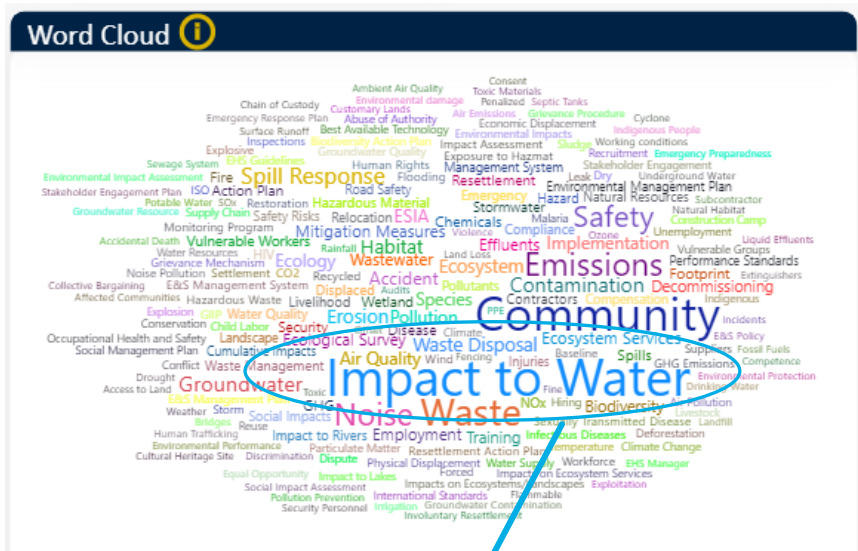 Word Cloud i
Consent
Ambient Air Quality Toxic Materials
Chain of Custody Environmental damage Penalized Septic Tanks
Customary Lands Air Emissions Grievance Procedure Cyclone
Emergency Response Plan Abuse of Authority Economic Displacement Indigenous People
Surface Runoff Best Available Technology Environmental Impacts
Inspections Biodiversity Action Plan Impact Assessment Sludge Working conditions
Explosive Groundwater Quality Exposure to Hazmat Recruitment Emergency Preparedness
Sewage System EHS Guidelines Human Rights Management System Stakeholder Engagement
Environmental Impact Assessment Fire Spill Response Flooding Resettlement Leak Dry Underground Water
Stakeholder Engagement Plan ISO Action Plan Road Safety Environmental Management Plan
Potable Water SOx Restoration Hazardous Material Emergency Hazard Natural Resources Subcontractor
Groundwater Resource Supply Chain Safety Risks Relocation ESIA Stormwater Safety Natural Habitat
Monitoring Program Mitigation Measures Violence Chemicals Malaria Compliance Construction Camp
Accidental Death Vulnerable Workers Rainfall Habitat Effluents Ozone Implementation Unemployment Liquid Effluents
Water Resources HIV Ecology Wastewater Land Loss Vulnerable Groups
Grievance Mechanism Ecosystem Emissions Performance Standards
Noise Pollution Settlement CO2 Recycled Accident Pollutants Contamination Footprint Extinguishers
Collective Bargaining E&S Management System Displaced Audits Decommissioning
Affected Communities Hazardous Waste Livelihood Wetland Species Community Contractors Compensation Indigenous
Explosion GIIP Water Quality Erosion Pollution PPE Incidents
Conservation Child Labor Security Disease Climate E&S Policy
Occupational Health and Safety Landscape Ecological Survey Waste Disposal Ecosystem Services Suppliers Fossil Fuels
Social Management Plan Cumulative Impacts Air Quality Wind Fencing Injuries Baseline Spills GHG Emissions Competence
Conflict Waste Management Environmental Protection
Drought Groundwater Toxic Impact to Water Fine Drinking Water
Access to Land GHG NOx Hiring Biodiversity Air Pollution
Weather Storm Social Impacts Noise Waste Livestock
Bridges Reuse Sexually Transmitted Disease Landfill
Human Trafficking Impact to Rivers Employment Training Infectious Diseases Deforestation
Environmental Performance Particulate Matter Resettlement Action Plan Temperature Climate Change
Cultural Heritage Site Discrimination Dispute Physical Displacement Water Supply Workforce EHS Manager
Equal Opportunity Impact to Lakes Forced Impacts on Ecosystem Services
Social Impact Assessment Impacts on Ecosystems/Landscapes Exploitation
Pollution Prevention International Standards Flammable
Security Personnel Irrigation Groundwater Contamination
Involuntary Resettlement